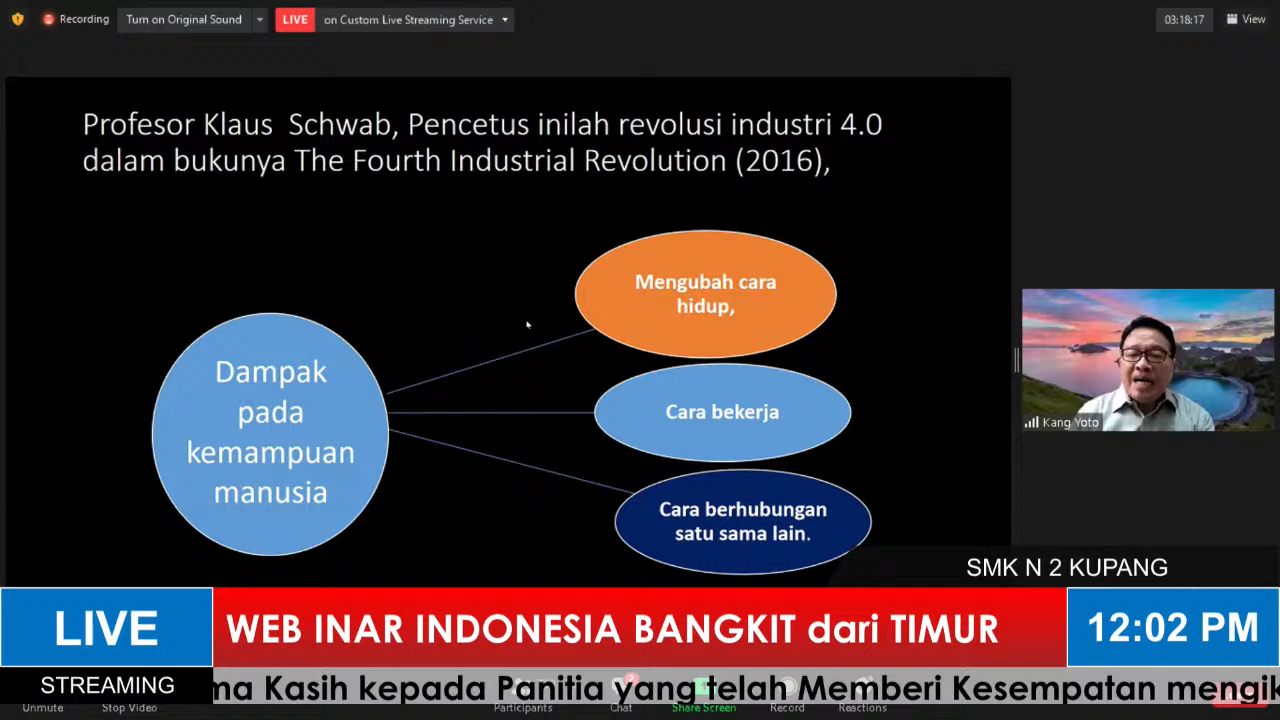 Recording
Turn on Original Sound
LIVE
on Custom Live Streaming Service
03:18:17
View
Profesor Klaus Schwab, Pencetus inilah revolusi industri 4.0
dalam bukunya The Fourth Industrial Revolution (2016),
Dampak
pada
kemampuan
manusia
Mengubah cara
hidup,
Cara bekerja
Cara berhubungan
satu sama lain.
Kang Yoto
SMK N 2 KUPANG
LIVE
WEB INAR INDONESIA BANGKIT dari TIMUR
12:02 PM
STREAMING
ma Kasih kepada Panitia yang telah Memberi Kesempatan mengik
Unmute
Stop Video
Participants
Chat
Share Screen
Record
Reactions